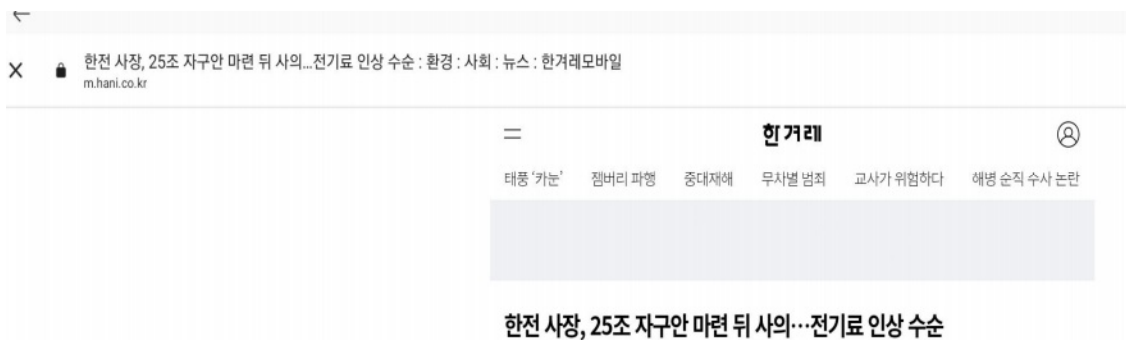 한전 사장, 25조 자구안 마련 뒤 사의...전기료 인상 수순 : 환경 : 사회 : 뉴스 : 한겨레모바일
m.hani.co.kr
한겨레
태풍 ‘카눈’ 잼버리 파행 중대재해 무차별 범죄 교사가 위험하다 해병 순직 수사 논란
한전 사장, 25조 자구안 마련 뒤 사의…전기료 인상 수순